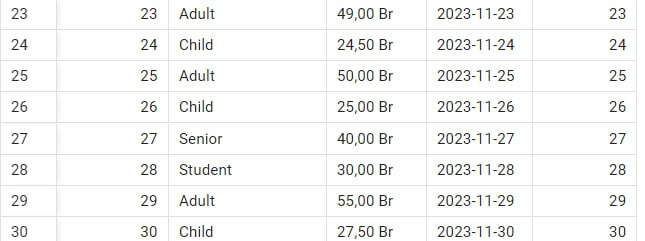 23 23 Adult 49,00 Br 2023-11-23 23
24 24 Child 24,50 Br 2023-11-24 24
25 25 Adult 50,00 Br 2023-11-25 25
26 26 Child 25,00 Br 2023-11-26 26
27 27 Senior 40,00 Br 2023-11-27 27
28 28 Student 30,00 Br 2023-11-28 28
29 29 Adult 55,00 Br 2023-11-29 29
30 30 Child 27,50 Br 2023-11-30 30